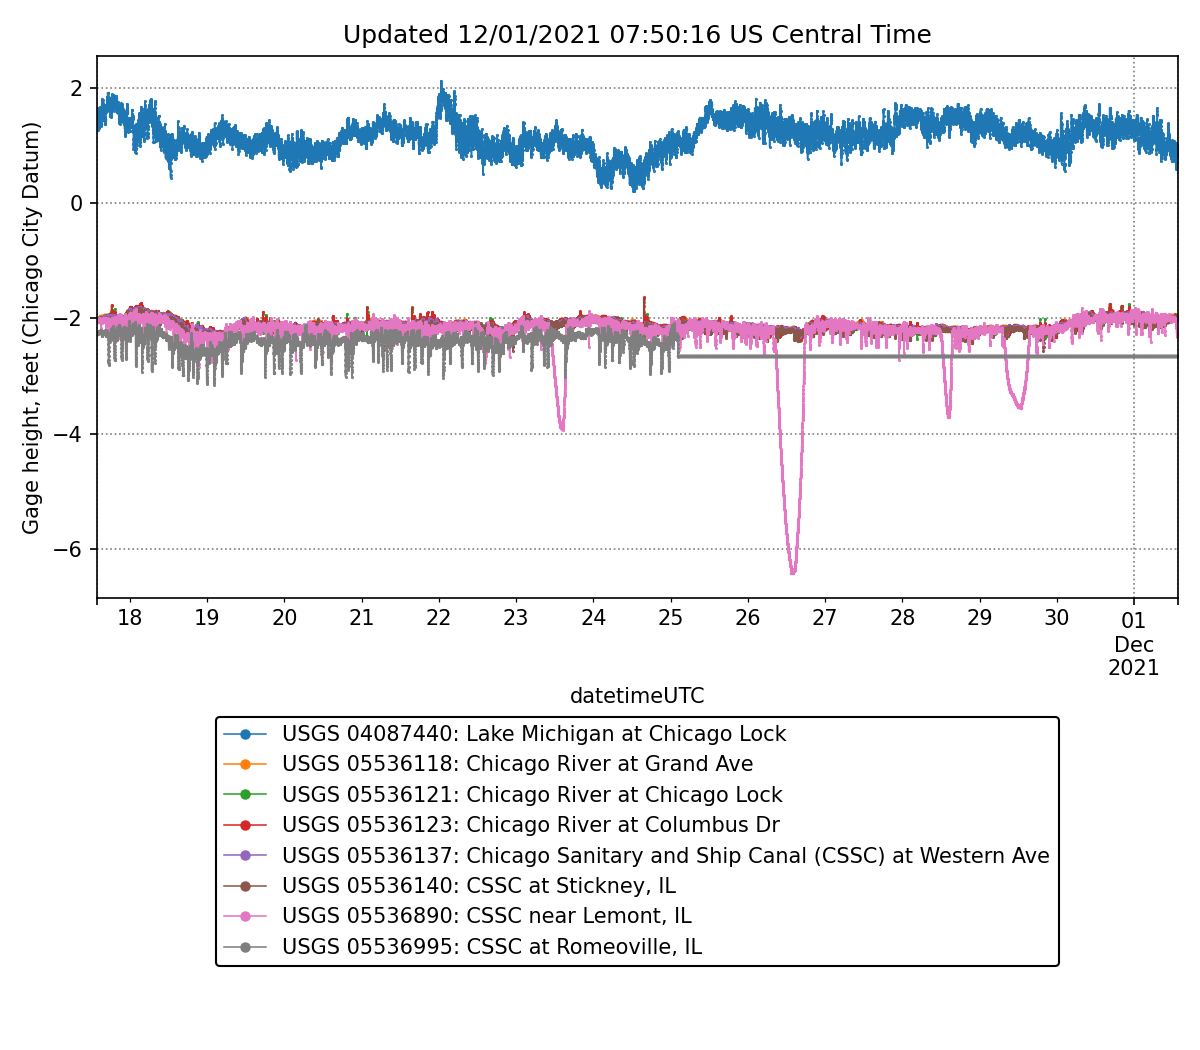 Updated 12/01/2021 07:50:16 US Central Time
Gage height, feet (Chicago City Datum)
2
0
−2
−4
−6
18 19 20 21 22 23 24 25 26 27 28 29 30 01
Dec
2021
datetimeUTC
USGS 04087440: Lake Michigan at Chicago Lock
USGS 05536118: Chicago River at Grand Ave
USGS 05536121: Chicago River at Chicago Lock
USGS 05536123: Chicago River at Columbus Dr
USGS 05536137: Chicago Sanitary and Ship Canal (CSSC) at Western Ave
USGS 05536140: CSSC at Stickney, IL
USGS 05536890: CSSC near Lemont, IL
USGS 05536995: CSSC at Romeoville, IL